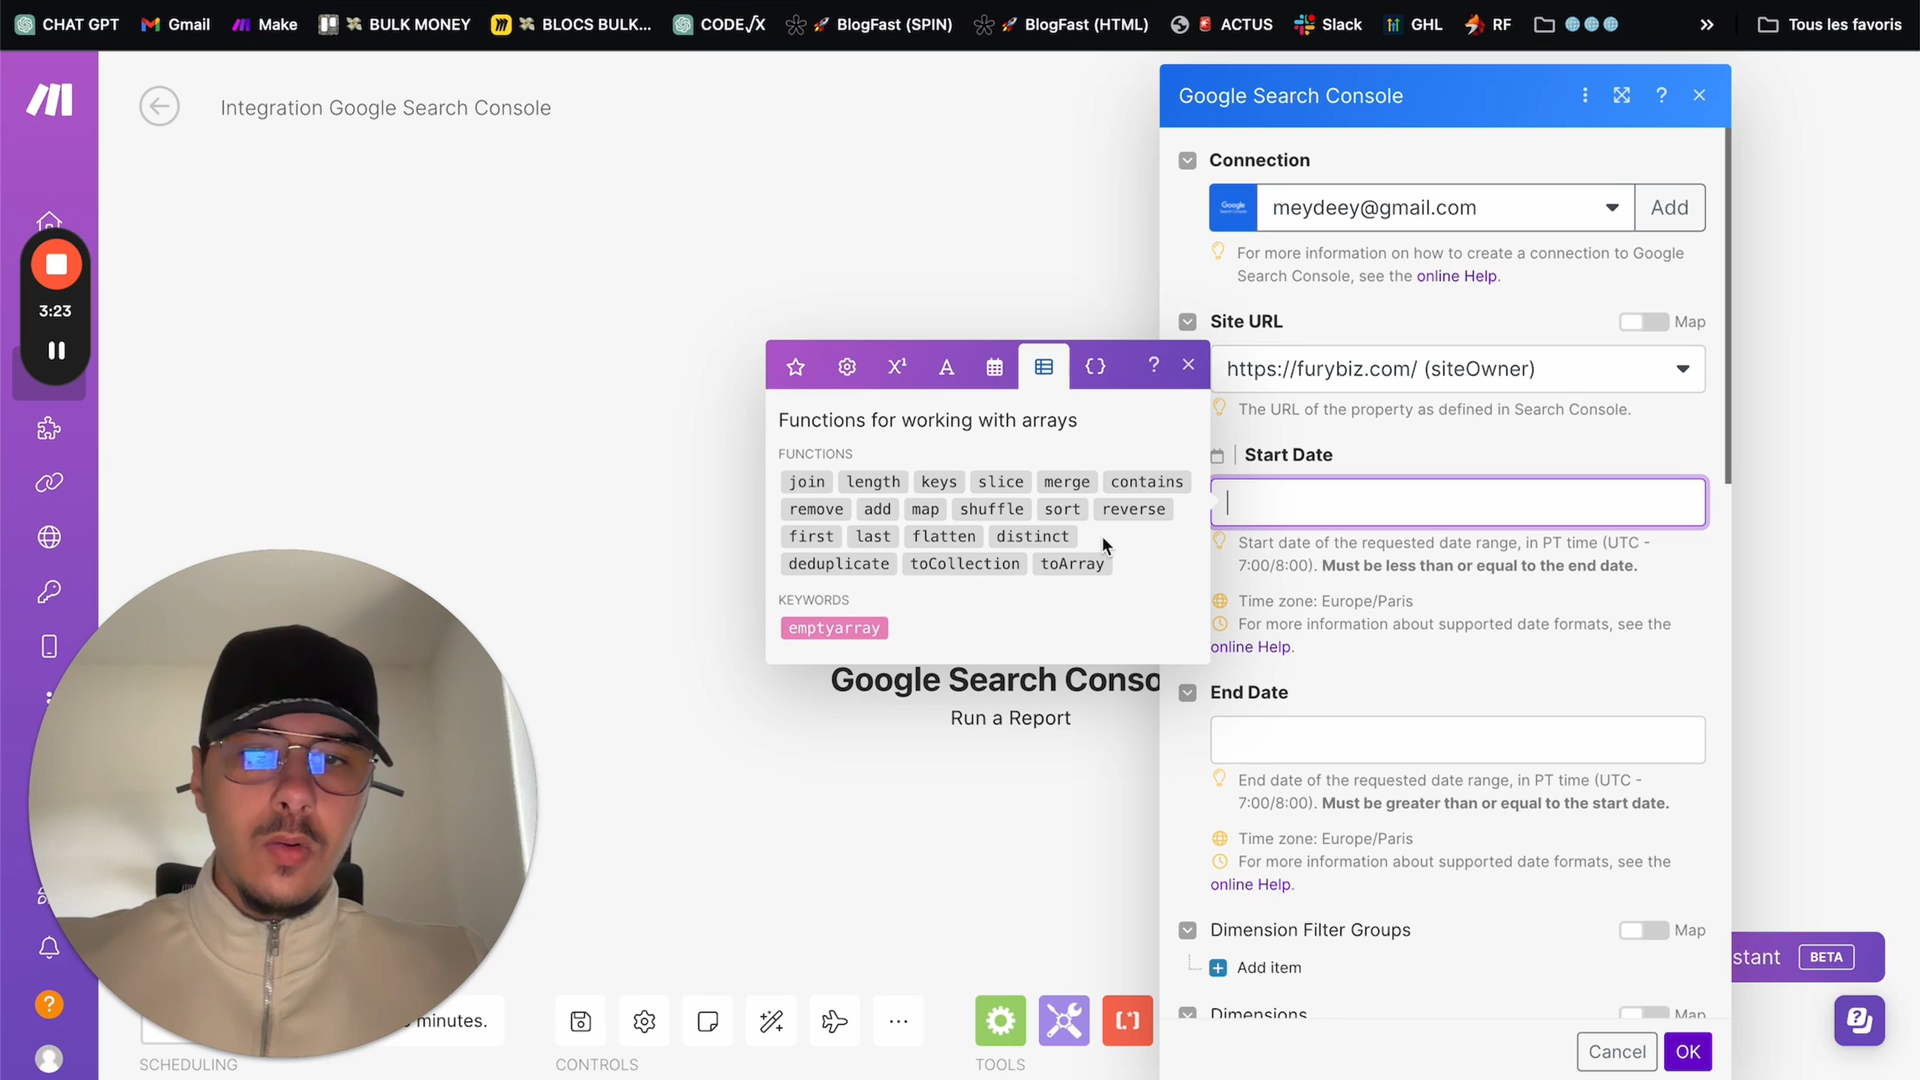 CHAT GPT
Gmail
Make
BULK MONEY
BLOCS BULK...
CODE√X
BlogFast (SPIN)
BlogFast (HTML)
ACTUS
Slack
GHL
RF
»
Tous les favoris
Integration Google Search Console
3:23
Google Search Console
?
Connection
Google
Search Console
meydeey@gmail.com
Add
For more information on how to create a connection to Google
Search Console, see the online Help.
Site URL
Map
https://furybiz.com/ (siteOwner)
The URL of the property as defined in Search Console.
Start Date
Start date of the requested date range, in PT time (UTC -
7:00/8:00). Must be less than or equal to the end date.
Time zone: Europe/Paris
For more information about supported date formats, see the
online Help.
End Date
End date of the requested date range, in PT time (UTC -
7:00/8:00). Must be greater than or equal to the start date.
Time zone: Europe/Paris
For more information about supported date formats, see the
online Help.
Dimension Filter Groups
Map
Add item
Dimensions
Map
Cancel
OK
X¹
A
{}
?
Functions for working with arrays
FUNCTIONS
join length keys slice merge contains
remove add map shuffle sort reverse
first last flatten distinct
deduplicate toCollection toArray
KEYWORDS
emptyarray
Google Search Conso
Run a Report
stant
BETA
minutes.
...
[.*]
SCHEDULING
CONTROLS
TOOLS
?